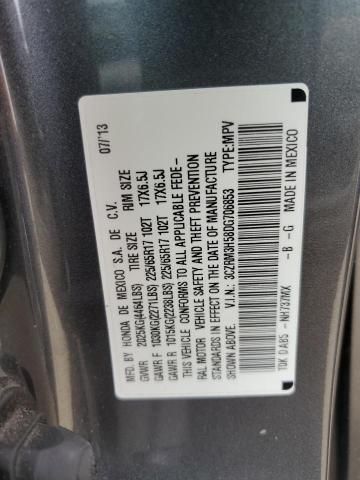 MFD. BY HONDA DE MEXICO S.A. DE C.V. 07/13
GVWR 2025KG(4464LBS) TIRE SIZE RIM SIZE
GAWR F 1030KG(2271LBS) 225/65R17 102T 17X6.5J
GAWR R 1015KG(2238LBS) 225/65R17 102T 17X6.5J
THIS VEHICLE CONFORMS TO ALL APPLICABLE FEDE-
RAL MOTOR VEHICLE SAFETY AND THEFT PREVENTION
STANDARDS IN EFFECT ON THE DATE OF MANUFACTURE
SHOWN ABOVE. V.I.N.: 3CZRM3H58DG706853 TYPE:MPV
TDK DAB5 -NH737MX -B -G MADE IN MEXICO